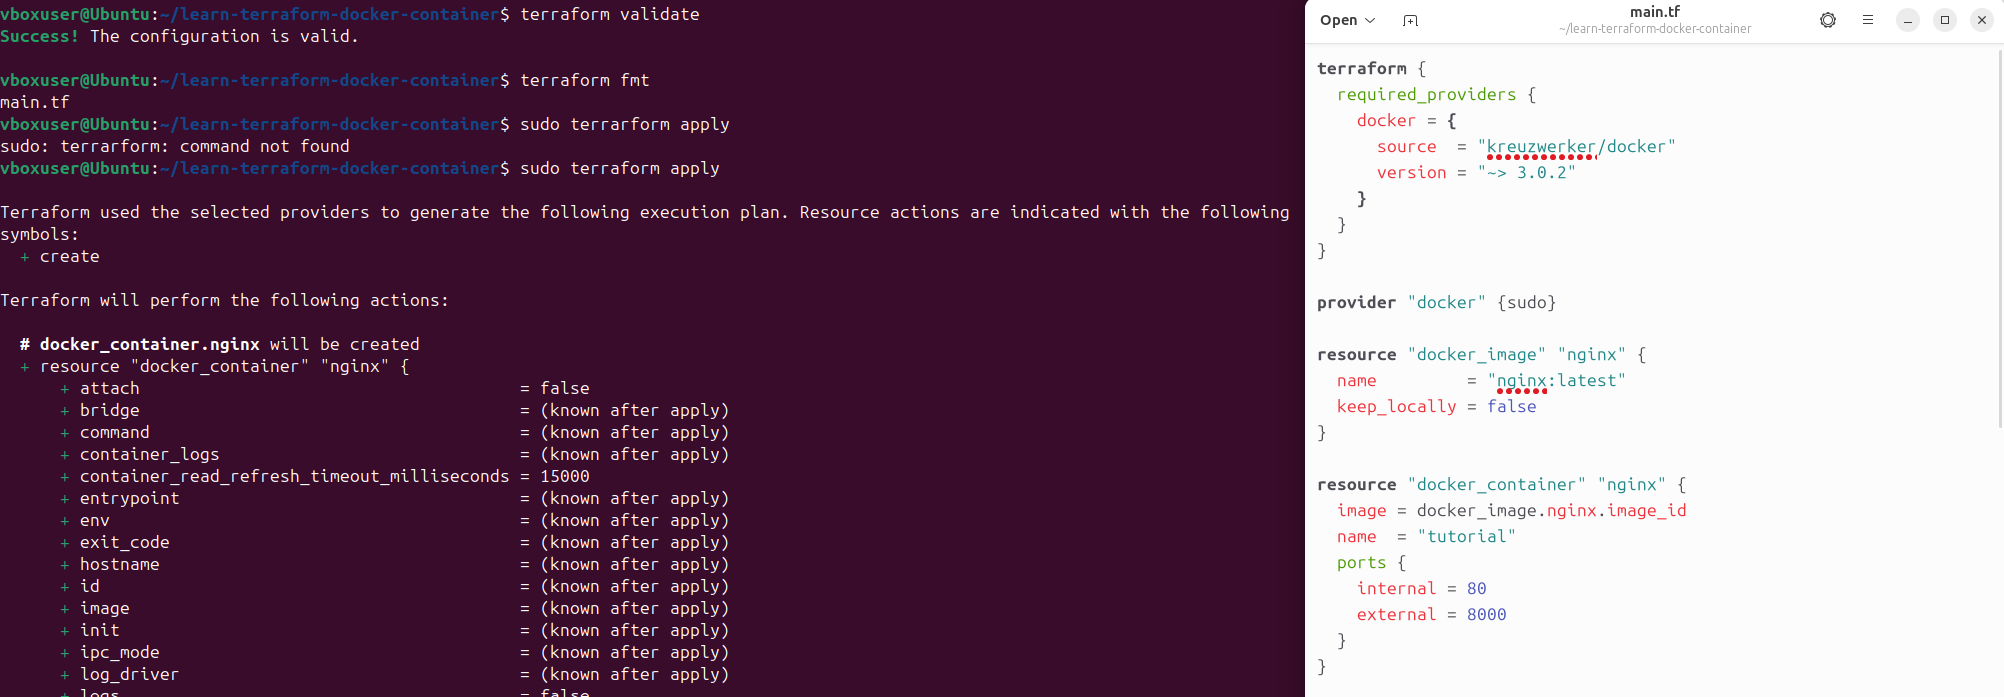 vboxuser@Ubuntu:~/learn-terraform-docker-container$ terraform validate
Success! The configuration is valid.
vboxuser@Ubuntu:~/learn-terraform-docker-container$ terraform fmt
main.tf
vboxuser@Ubuntu:~/learn-terraform-docker-container$ sudo terrarform apply
sudo: terrarform: command not found
vboxuser@Ubuntu:~/learn-terraform-docker-container$ sudo terraform apply
Terraform used the selected providers to generate the following execution plan. Resource actions are indicated with the following
symbols:
  + create
Terraform will perform the following actions:
  # docker_container.nginx will be created
  + resource "docker_container" "nginx" {
      + attach                                      = false
      + bridge                                      = (known after apply)
      + command                                     = (known after apply)
      + container_logs                              = (known after apply)
      + container_read_refresh_timeout_milliseconds = 15000
      + entrypoint                                  = (known after apply)
      + env                                         = (known after apply)
      + exit_code                                   = (known after apply)
      + hostname                                    = (known after apply)
      + id                                          = (known after apply)
      + image                                       = (known after apply)
      + init                                        = (known after apply)
      + ipc_mode                                    = (known after apply)
      + log_driver                                  = (known after apply)
      + logs                                        = false
Open
main.tf
~/learn-terraform-docker-container
terraform {
  required_providers {
    docker = {
      source  = "kreuzwerker/docker"
      version = "~> 3.0.2"
    }
  }
}
provider "docker" {sudo}
resource "docker_image" "nginx" {
  name         = "nginx:latest"
  keep_locally = false
}
resource "docker_container" "nginx" {
  image = docker_image.nginx.image_id
  name  = "tutorial"
  ports {
    internal = 80
    external = 8000
  }
}